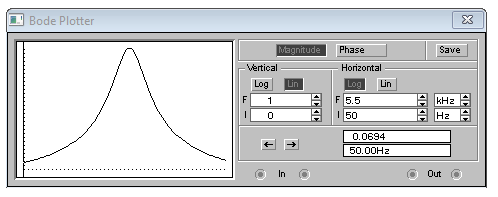 Bode Plotter
Magnitude Phase Save
Vertical Horizontal
Log Lin Log Lin
F 1 F 5.5 kHz
I 0 I 50 Hz
← → 0.0694
50.00Hz
In Out